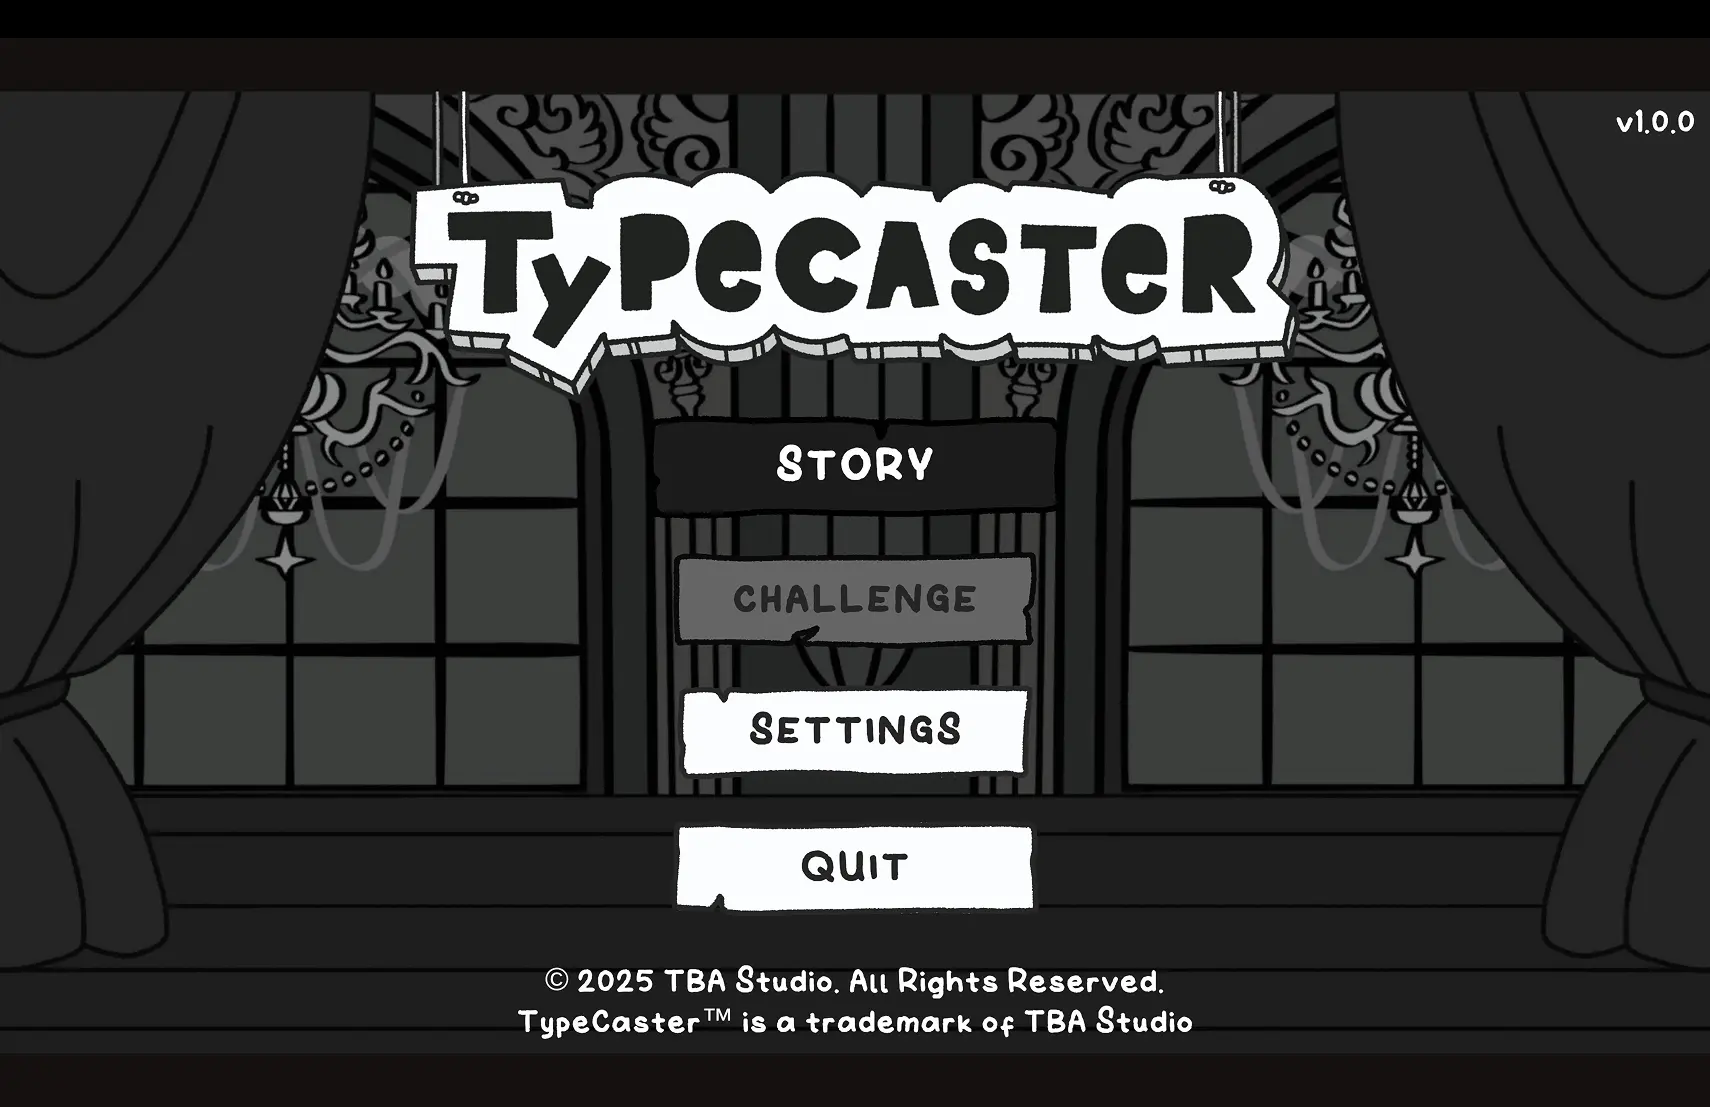 v1.0.0
TypeCaster
STORY
CHALLENGE
SETTINGS
QUIT
© 2025 TBA Studio. All Rights Reserved.
TypeCaster™ is a trademark of TBA Studio